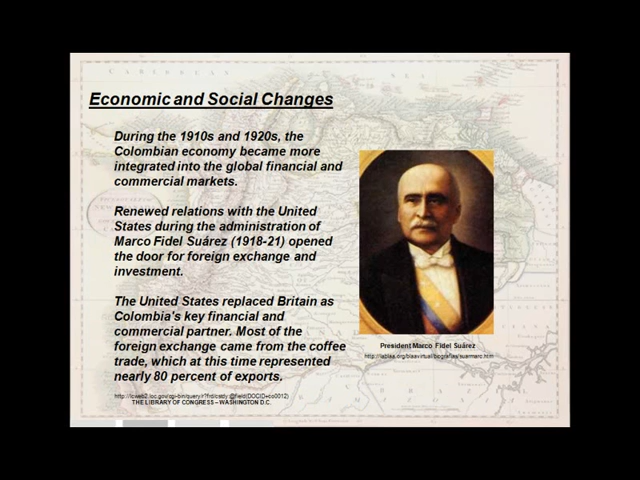 Economic and Social Changes
During the 1910s and 1920s, the
Colombian economy became more
integrated into the global financial and
commercial markets.
Renewed relations with the United
States during the administration of
Marco Fidel Suárez (1918-21) opened
the door for foreign exchange and
investment.
The United States replaced Britain as
Colombia's key financial and
commercial partner. Most of the
foreign exchange came from the coffee
trade, which at this time represented
nearly 80 percent of exports.
President Marco Fidel Suárez
THE LIBRARY OF CONGRESS – WASHINGTON D.C.